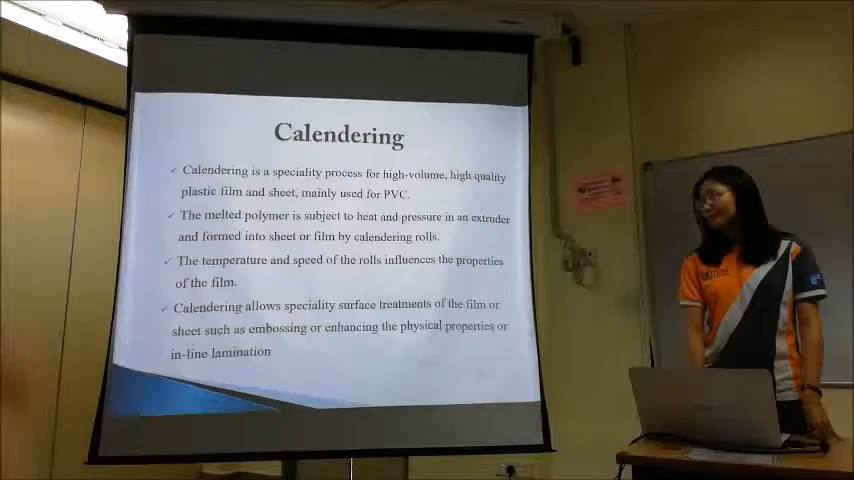 Calendering
Calendering is a speciality process for high-volume, high quality
plastic film and sheet, mainly used for PVC.
The melted polymer is subject to heat and pressure in an extruder
and formed into sheet or film by calendering rolls.
The temperature and speed of the rolls influences the properties
of the film.
Calendering allows speciality surface treatments of the film or
sheet such as embossing or enhancing the physical properties or
in-line lamination